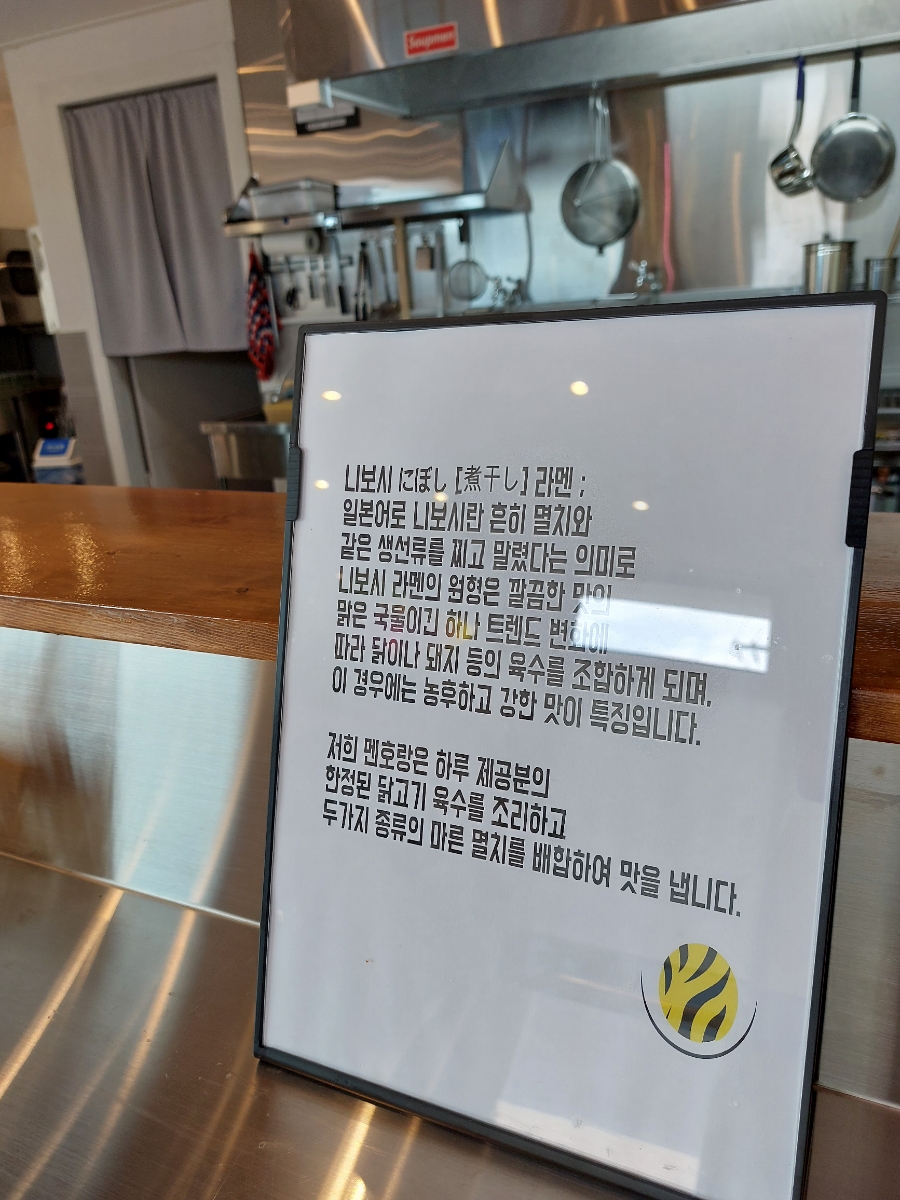 Soupman
니보시 にぼし [煮干し] 라멘 ;
일본어로 니보시란 흔히 멸치와
같은 생선류를 찌고 말렸다는 의미로
니보시 라멘의 원형은 깔끔한 맛의
맑은 국물이긴 하나 트렌드 변화에
따라 닭이나 돼지 등의 육수를 조합하게 되며,
이 경우에는 농후하고 강한 맛이 특징입니다.
저희 멘호랑은 하루 제공분의
한정된 닭고기 육수를 조리하고
두가지 종류의 마른 멸치를 배합하여 맛을 냅니다.